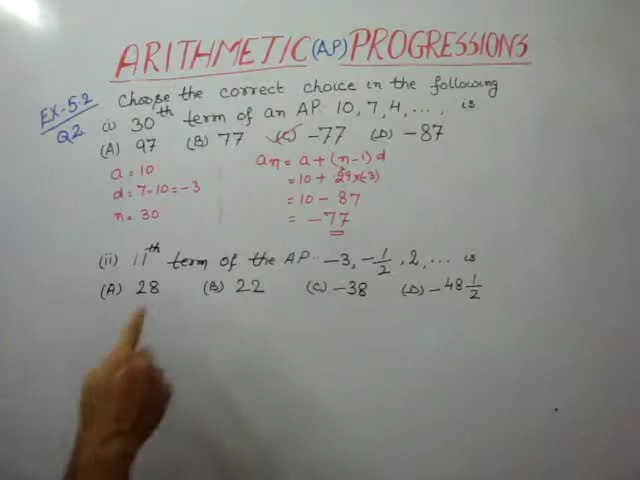 ARITHMETIC (A.P) PROGRESSIONS
EX-5.2
Q2
Choose the correct choice in the following
(i) 30th term of an AP. 10, 7, 4, ..., is
(A) 97 (B) 77 (C) -77 (D) -87
a = 10
d = 7-10 = -3
n = 30
an = a + (n-1) d
= 10 + 29×(-3)
= 10 - 87
= -77
(ii) 11th term of the A.P. -3, -1/2, 2, ... is
(A) 28 (B) 22 (C) -38 (D) -48 1/2